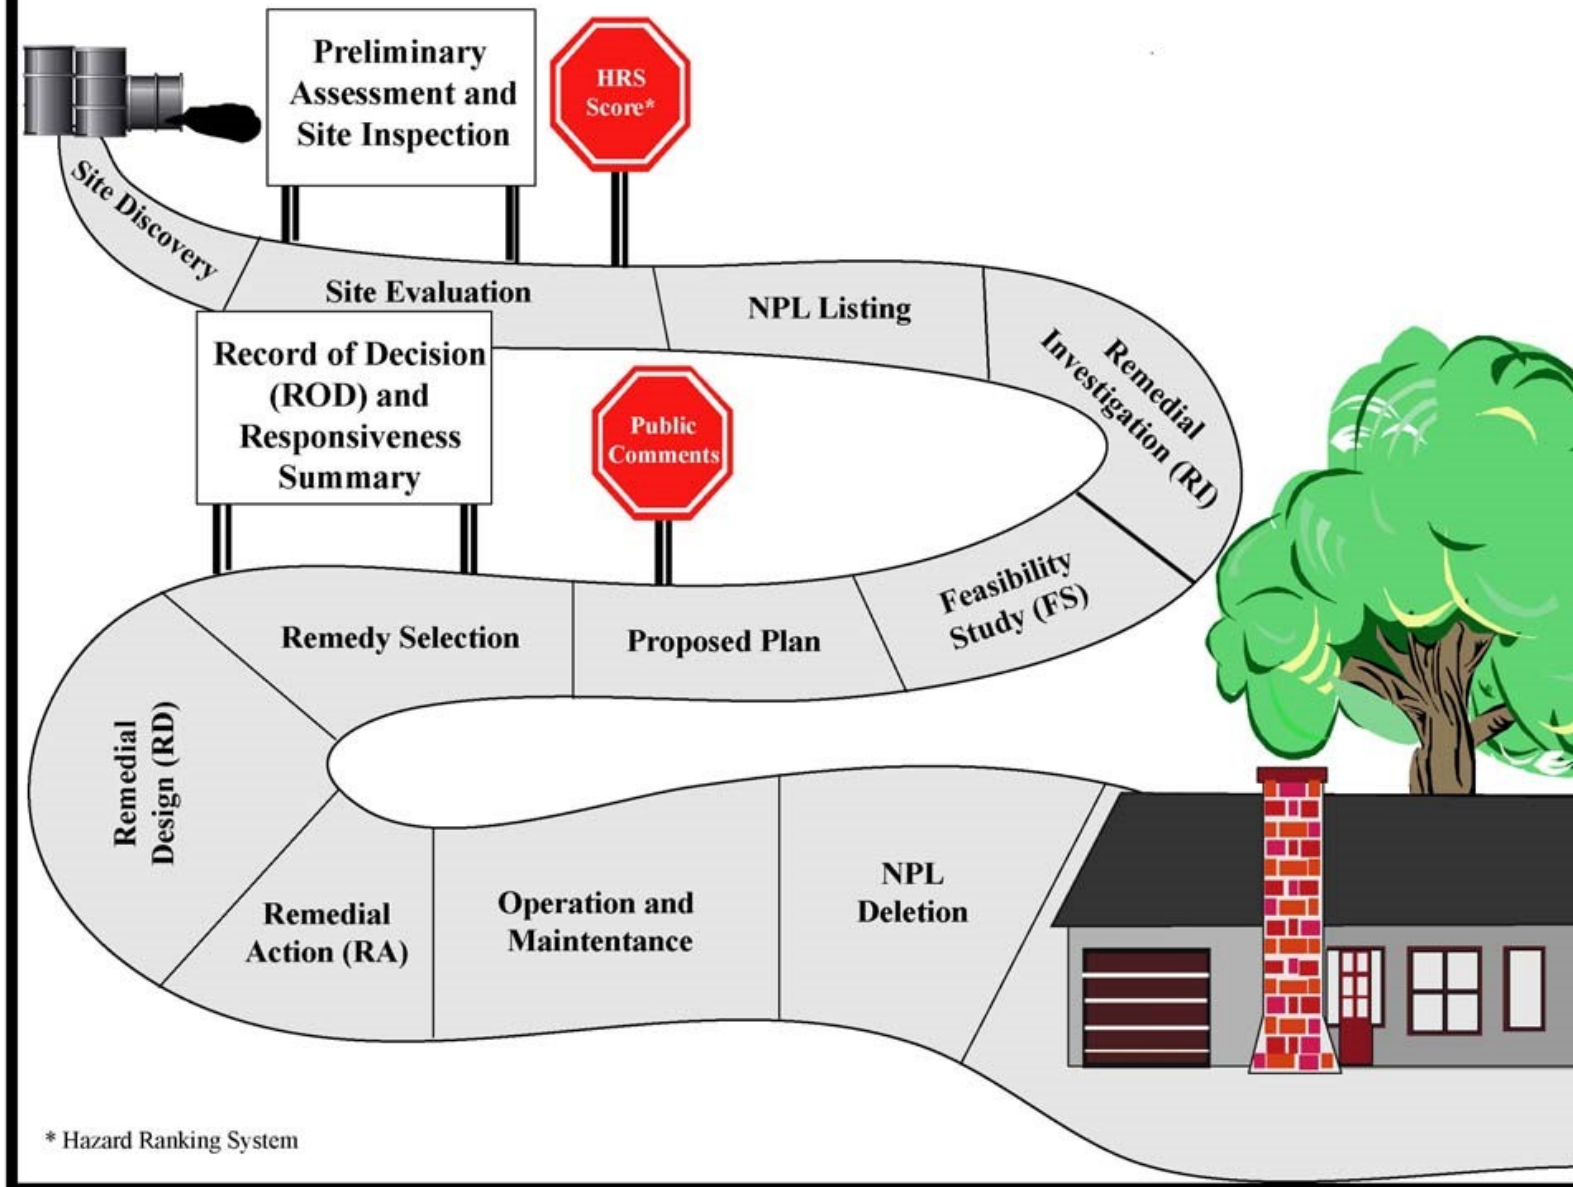 Preliminary
Assessment and
Site Inspection
HRS
Score*
Site Discovery
Site Evaluation
NPL Listing
Remedial
Investigation (RI)
Record of Decision
(ROD) and
Responsiveness
Summary
Public
Comments
Feasibility
Study (FS)
Proposed Plan
Remedy Selection
Remedial
Design (RD)
Remedial
Action (RA)
Operation and
Maintentance
NPL
Deletion
* Hazard Ranking System